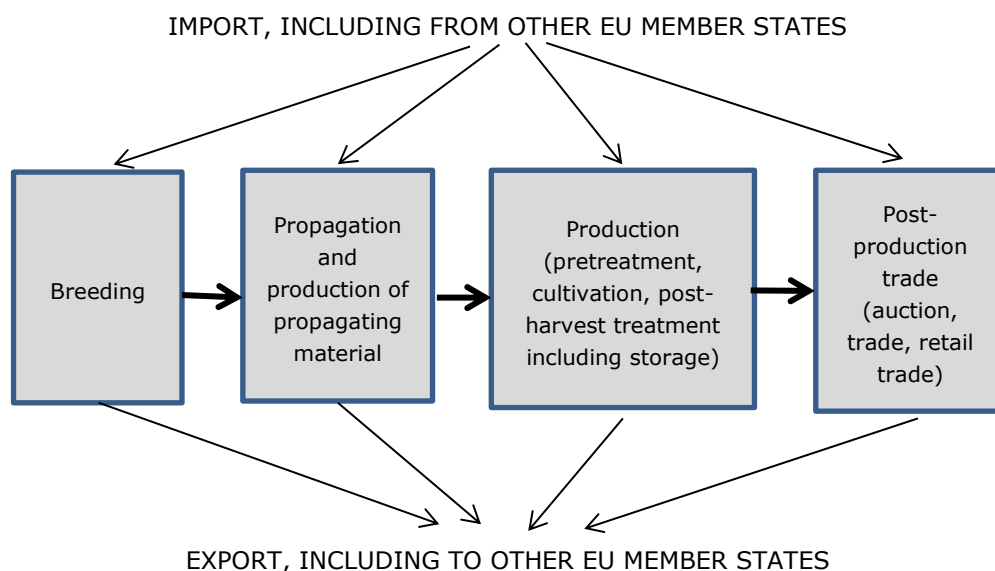 IMPORT, INCLUDING FROM OTHER EU MEMBER STATES
Breeding
Propagation
and
production of
propagating
material
Production
(pretreatment,
cultivation, post-
harvest treatment
including storage)
Post-
production
trade
(auction,
trade, retail
trade)
EXPORT, INCLUDING TO OTHER EU MEMBER STATES